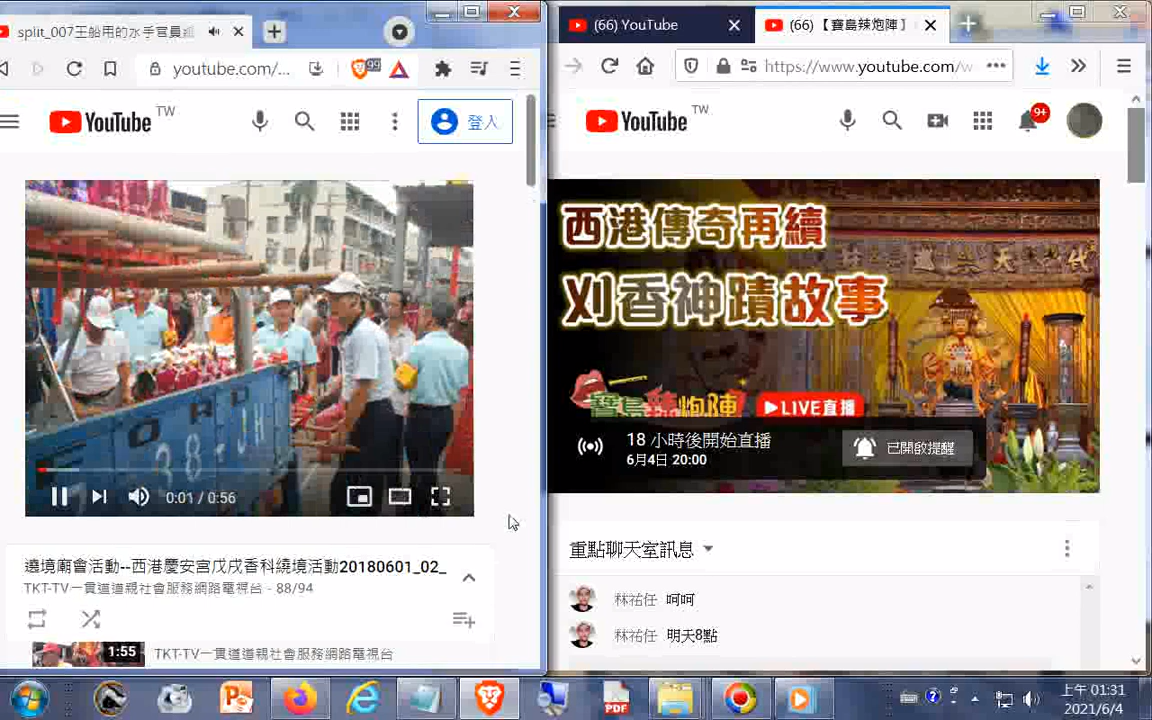 split_007王船用的水手官員
youtube.com/...
99
YouTube TW
登入
38-UH
0:01 / 0:56
遶境廟會活動--西港慶安宮戊戌香科繞境活動20180601_02_
TKT-TV一貫道道親社會服務網路電視台 - 88/94
1:55
TKT-TV一貫道道親社會服務網路電視台
(66) YouTube
(66) 【寶島辣炮陣】
https://www.youtube.com/w
YouTube TW
9+
西港傳奇再續
刈香神蹟故事
寶島辣炮陣
LIVE直播
18 小時後開始直播
6月4日 20:00
已開啟提醒
重點聊天室訊息
林祐任 呵呵
林祐任 明天8點
PDF
上午 01:31
2021/6/4